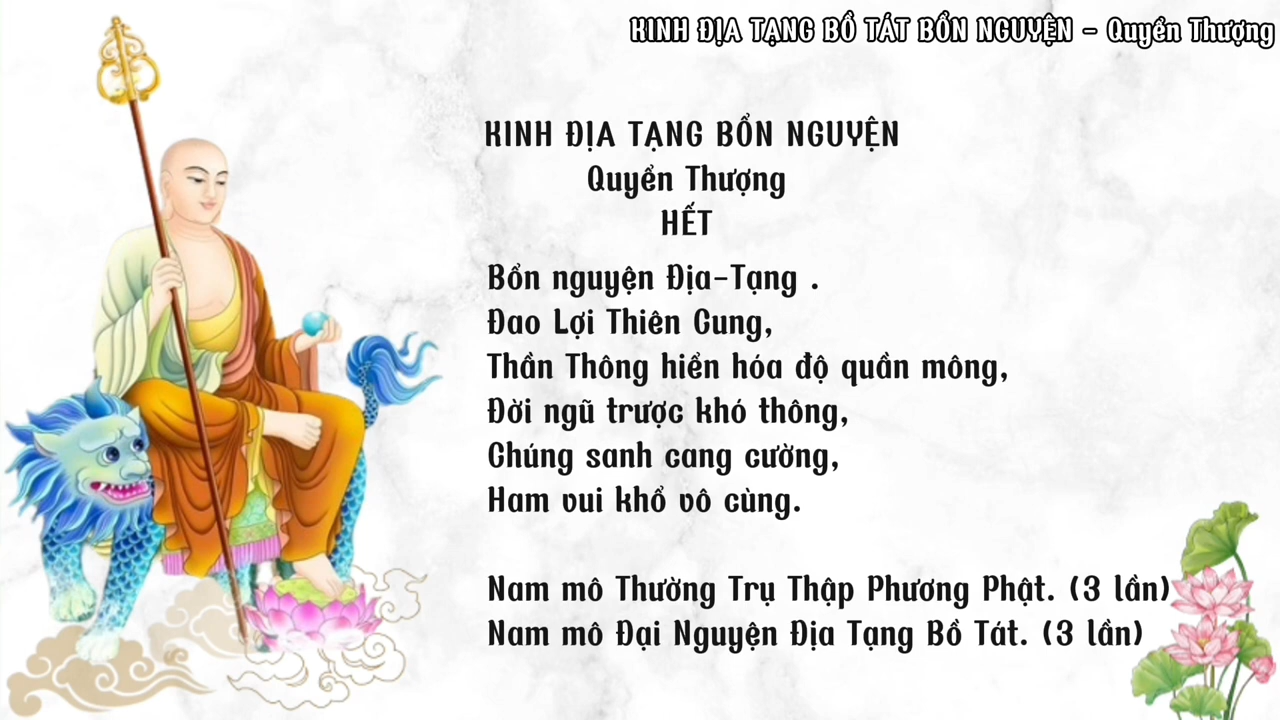 KINH ĐỊA TẠNG BỒ TÁT BỔN NGUYỆN - Quyển Thượng
KINH ĐỊA TẠNG BỔN NGUYỆN
Quyển Thượng
HẾT
Bổn nguyện Địa-Tạng .
Đao Lợi Thiên Cung,
Thần Thông hiển hóa độ quần mông,
Đời ngũ trược khó thông,
Chúng sanh cang cường,
Ham vui khổ vô cùng.
Nam mô Thường Trụ Thập Phương Phật. (3 lần)
Nam mô Đại Nguyện Địa Tạng Bồ Tát. (3 lần)